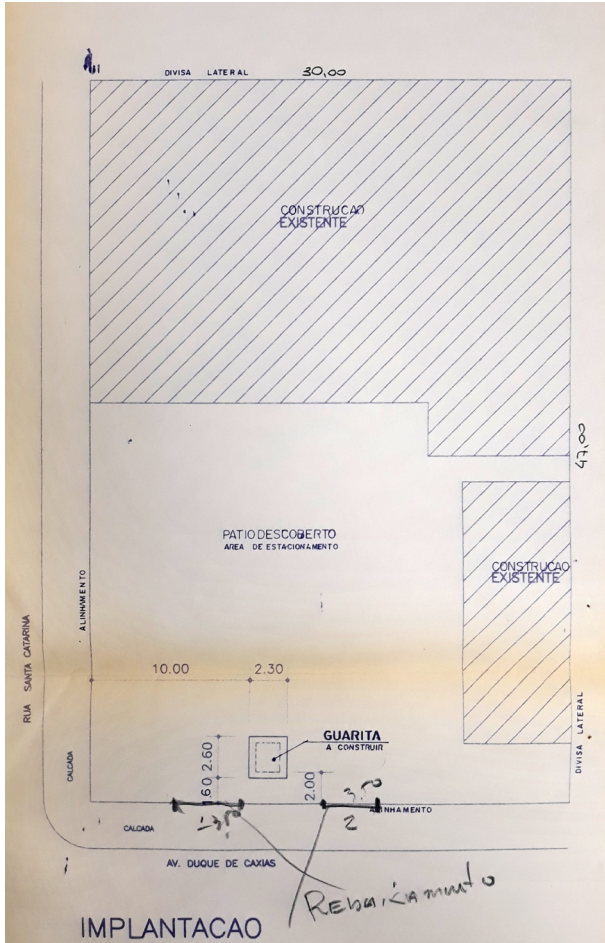 DIVISA LATERAL
30,00
CONSTRUCAO
EXISTENTE
47,00
PATIO DESCOBERTO
AREA DE ESTACIONAMENTO
CONSTRUCAO
EXISTENTE
ALINHAMENTO
RUA SANTA CATARINA
10.00
2.30
DIVISA LATERAL
GUARITA
A CONSTRUIR
2.60
1.60
2.00
3.50
CALCADA
ALINHAMENTO
2
CALCADA
AV. DUQUE DE CAXIAS
Rebaixamento
IMPLANTACAO